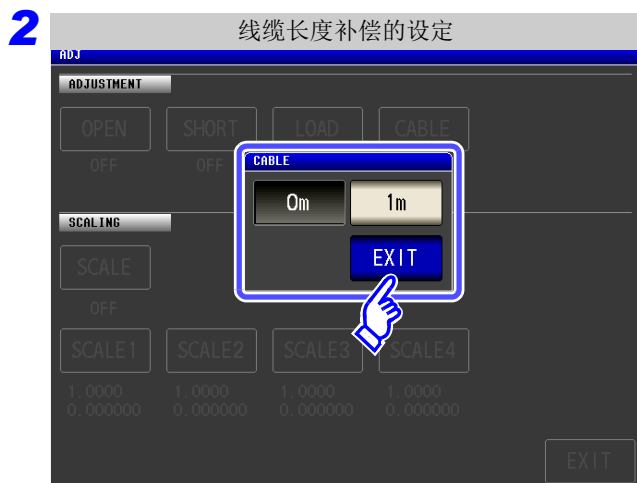 2
线缆长度补偿的设定
ADJ
ADJUSTMENT
OPEN SHORT LOAD CABLE
OFF OFF
CABLE
0m 1m
EXIT
SCALING
SCALE
OFF
SCALE1 SCALE2 SCALE3 SCALE4
1.0000 1.0000 1.0000 1.0000
0.000000 0.000000 0.000000 0.000000
EXIT